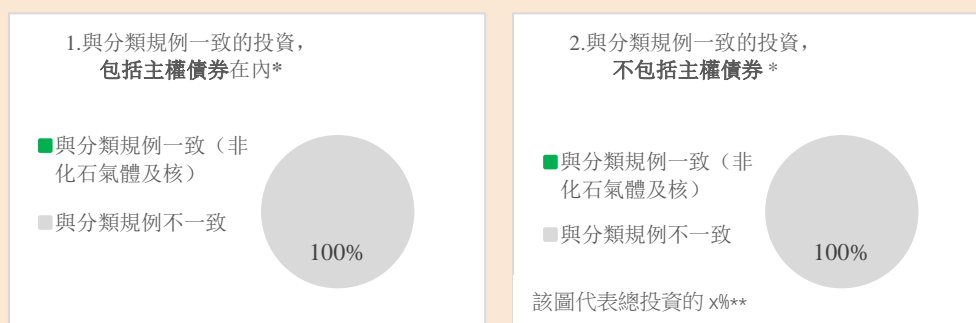 1.與分類規例一致的投資，
包括主權債券在內*
與分類規例一致（非
化石氣體及核）
與分類規例不一致
100%
2.與分類規例一致的投資，
不包括主權債券 *
與分類規例一致（非
化石氣體及核）
與分類規例不一致
100%
該圖代表總投資的 x%**